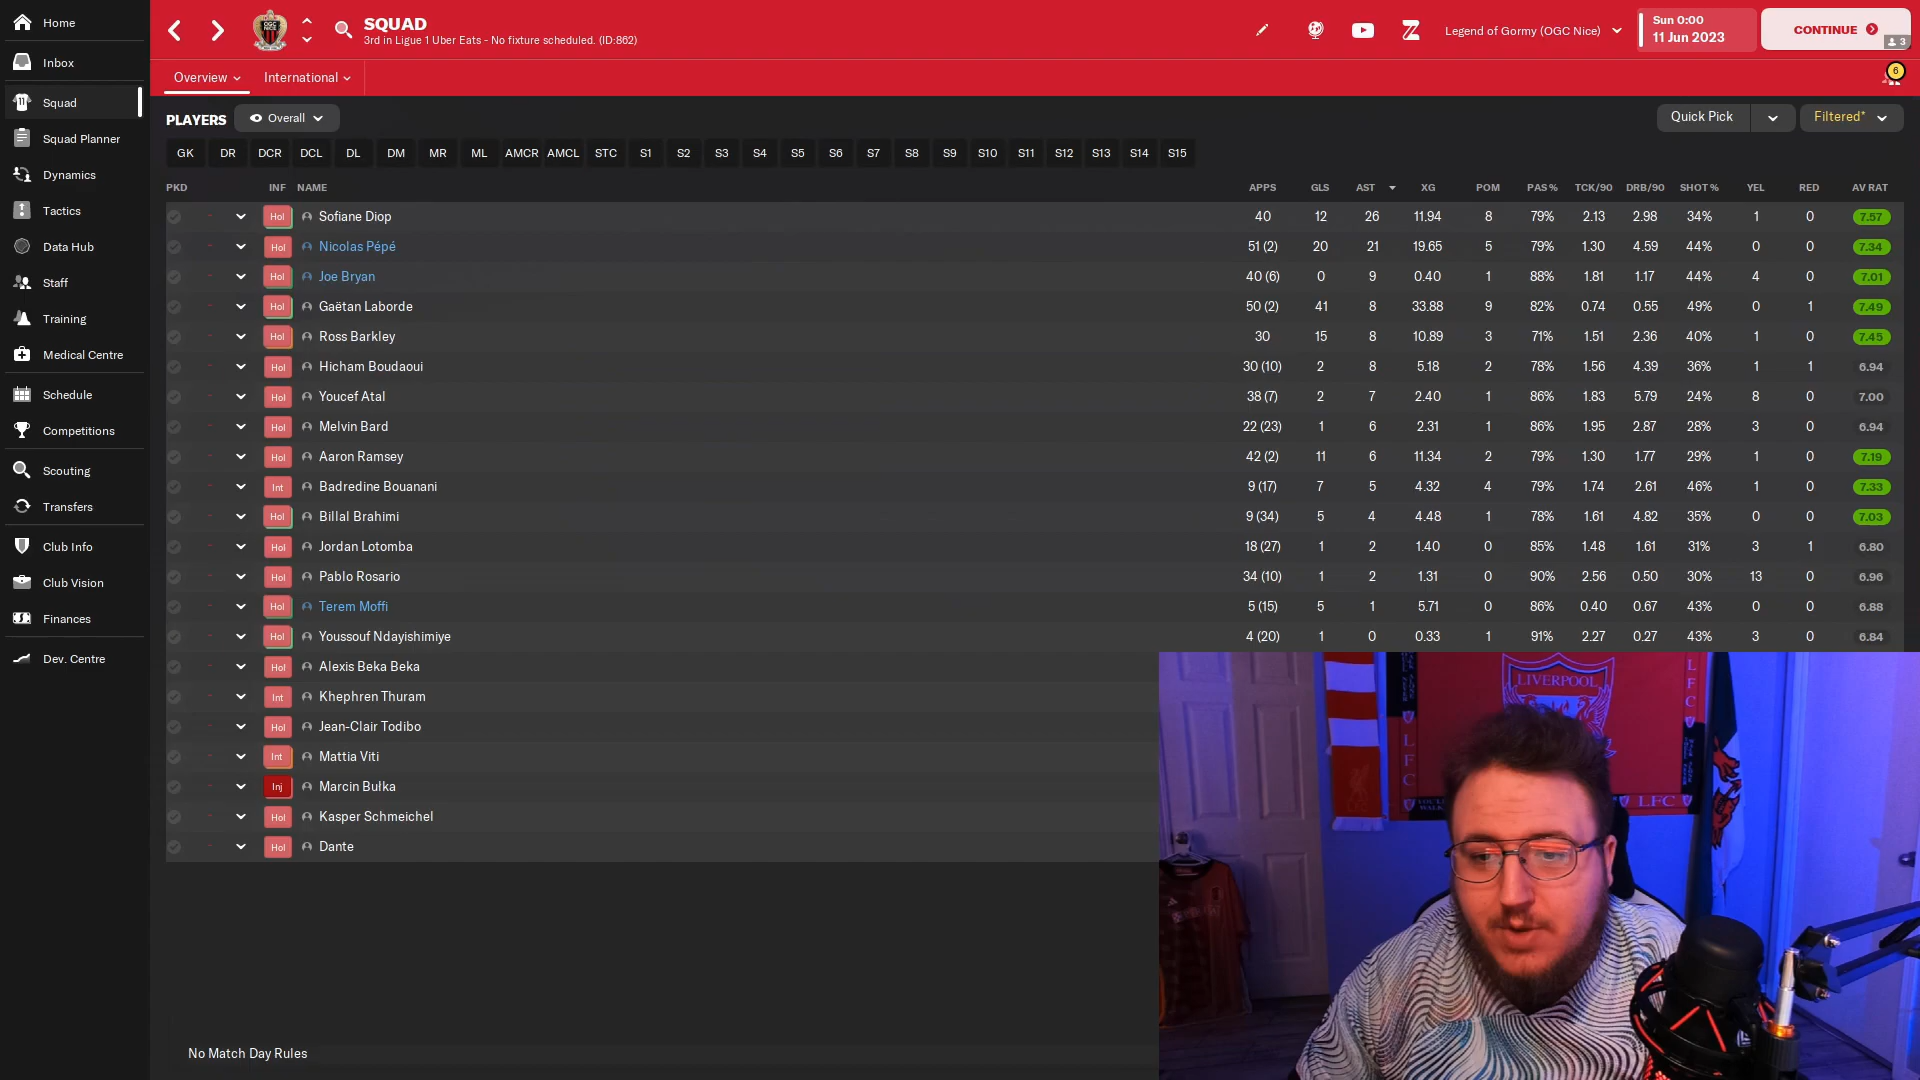 Home
Inbox
Squad
Squad Planner
Dynamics
Tactics
Data Hub
Staff
Training
Medical Centre
Schedule
Competitions
Scouting
Transfers
Club Info
Club Vision
Finances
Dev. Centre
SQUAD
3rd in Ligue 1 Uber Eats - No fixture scheduled. (ID:862)
Legend of Gormy (OGC Nice)
Sun 0:00
11 Jun 2023
CONTINUE
3
Overview
International
6
PLAYERS
Overall
Quick Pick
Filtered*
GK DR DCR DCL DL DM MR ML AMCR AMCL STC S1 S2 S3 S4 S5 S6 S7 S8 S9 S10 S11 S12 S13 S14 S15
PKD INF NAME APPS GLS AST XG POM PAS % TCK/90 DRB/90 SHOT % YEL RED AV RAT
- Hol Sofiane Diop 40 12 26 11.94 8 79% 2.13 2.98 34% 1 0 7.57
- Hol Nicolas Pépé 51 (2) 20 21 19.65 5 79% 1.30 4.59 44% 0 0 7.34
- Hol Joe Bryan 40 (6) 0 9 0.40 1 88% 1.81 1.17 44% 4 0 7.01
- Hol Gaëtan Laborde 50 (2) 41 8 33.88 9 82% 0.74 0.55 49% 0 1 7.49
- Hol Ross Barkley 30 15 8 10.89 3 71% 1.51 2.36 40% 1 0 7.45
- Hol Hicham Boudaoui 30 (10) 2 8 5.18 2 78% 1.56 4.39 36% 1 1 6.94
- Hol Youcef Atal 38 (7) 2 7 2.40 1 86% 1.83 5.79 24% 8 0 7.00
- Hol Melvin Bard 22 (23) 1 6 2.31 1 86% 1.95 2.87 28% 3 0 6.94
- Hol Aaron Ramsey 42 (2) 11 6 11.34 2 79% 1.30 1.77 29% 1 0 7.19
- Int Badredine Bouanani 9 (17) 7 5 4.32 4 79% 1.74 2.61 46% 1 0 7.33
- Hol Billal Brahimi 9 (34) 5 4 4.48 1 78% 1.61 4.82 35% 0 0 7.03
- Hol Jordan Lotomba 18 (27) 1 2 1.40 0 85% 1.48 1.61 31% 3 1 6.80
- Hol Pablo Rosario 34 (10) 1 2 1.31 0 90% 2.56 0.50 30% 13 0 6.96
- Hol Terem Moffi 5 (15) 5 1 5.71 0 86% 0.40 0.67 43% 0 0 6.88
- Hol Youssouf Ndayishimiye 4 (20) 1 0 0.33 1 91% 2.27 0.27 43% 3 0 6.84
- Hol Alexis Beka Beka
- Int Khephren Thuram
- Hol Jean-Clair Todibo
- Int Mattia Viti
- Inj Marcin Bułka
- Hol Kasper Schmeichel
- Hol Dante
No Match Day Rules
LIVERPOOL
LFC
LFC
LFC